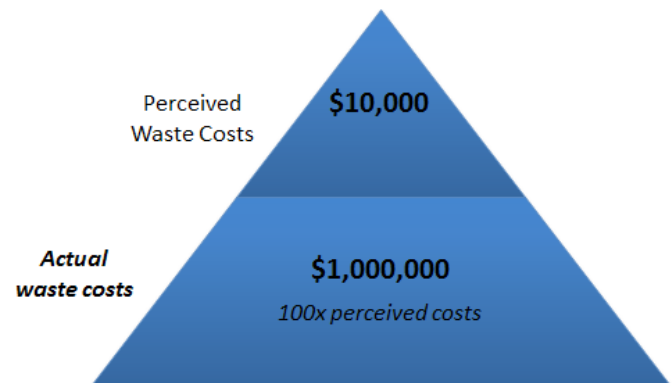 Perceived
Waste Costs
$10,000
Actual
waste costs
$1,000,000
100x perceived costs